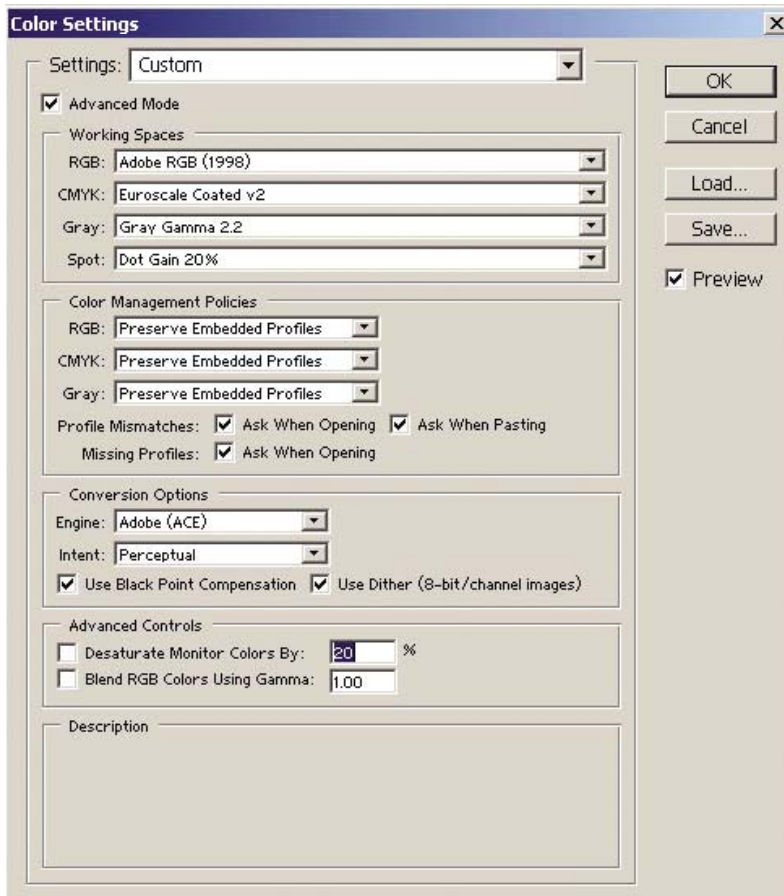 Color Settings
Settings: Custom
OK
Advanced Mode
Cancel
Working Spaces
RGB: Adobe RGB (1998)
CMYK: Euroscale Coated v2
Load...
Gray: Gray Gamma 2.2
Save...
Spot: Dot Gain 20%
Preview
Color Management Policies
RGB: Preserve Embedded Profiles
CMYK: Preserve Embedded Profiles
Gray: Preserve Embedded Profiles
Profile Mismatches: Ask When Opening Ask When Pasting
Missing Profiles: Ask When Opening
Conversion Options
Engine: Adobe (ACE)
Intent: Perceptual
Use Black Point Compensation Use Dither (8-bit/channel images)
Advanced Controls
Desaturate Monitor Colors By: 20 %
Blend RGB Colors Using Gamma: 1.00
Description